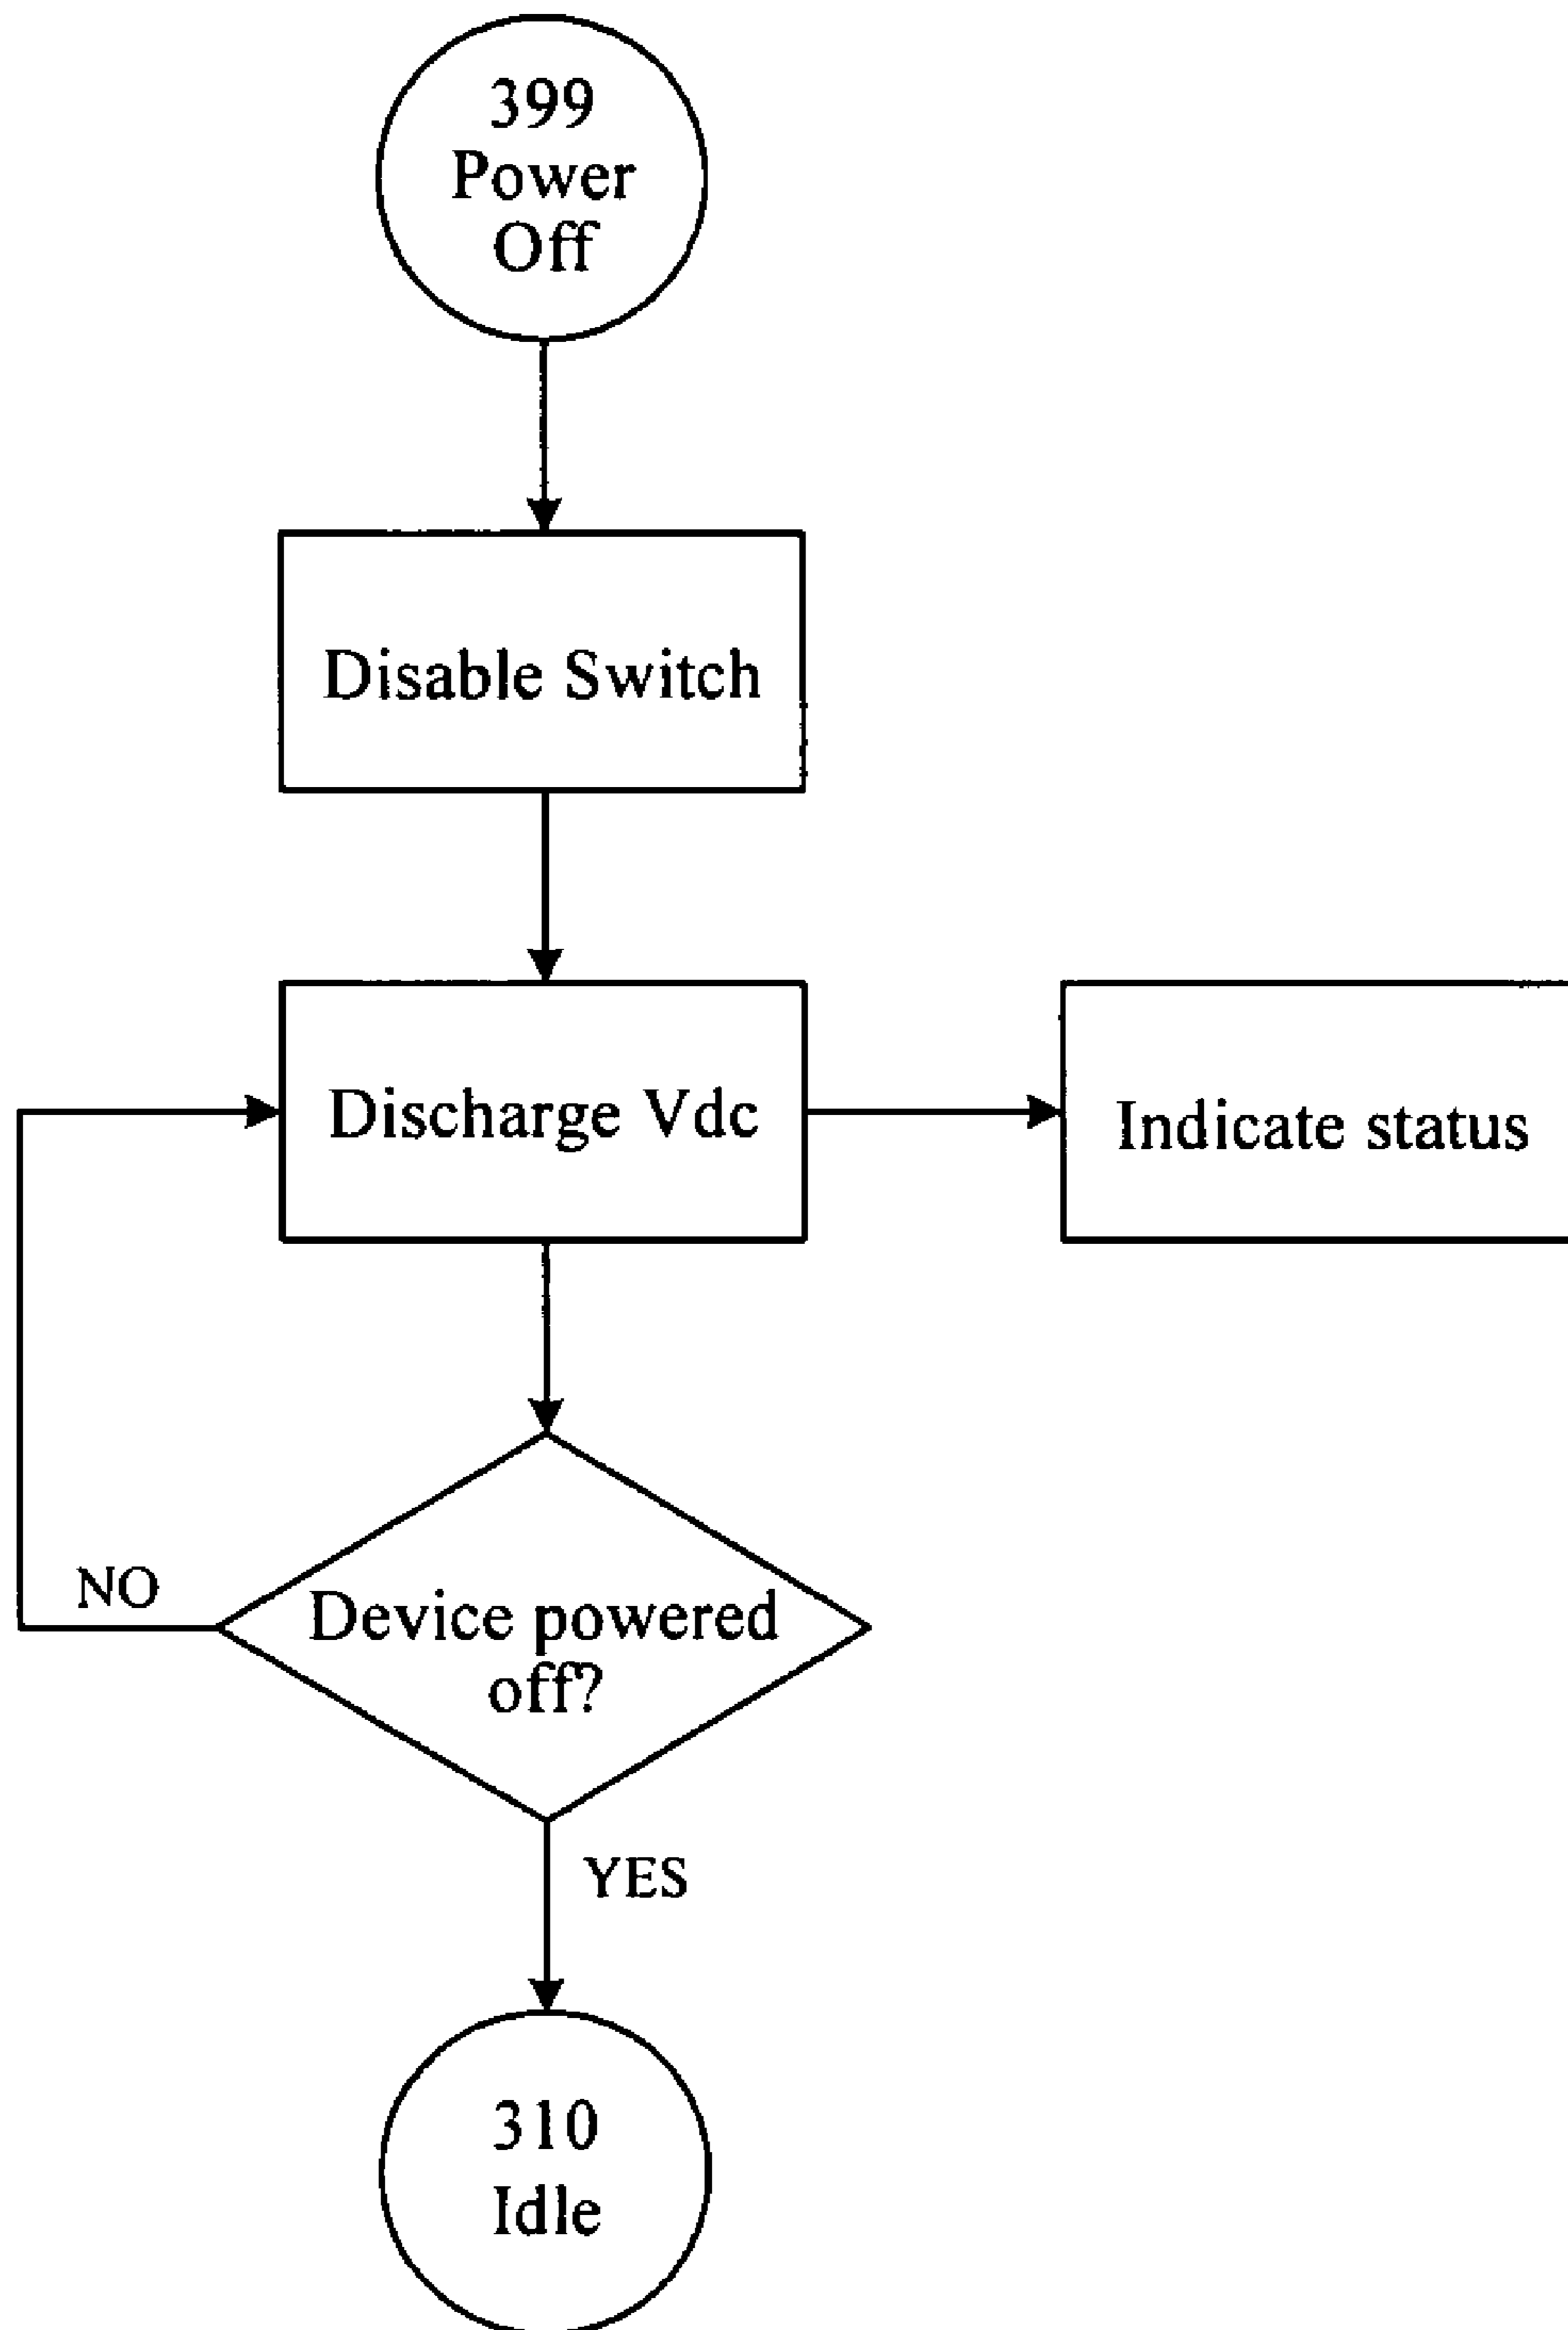 399
Power
Off
Disable Switch
Discharge Vdc
Indicate status
NO
Device powered
off?
YES
310
Idle